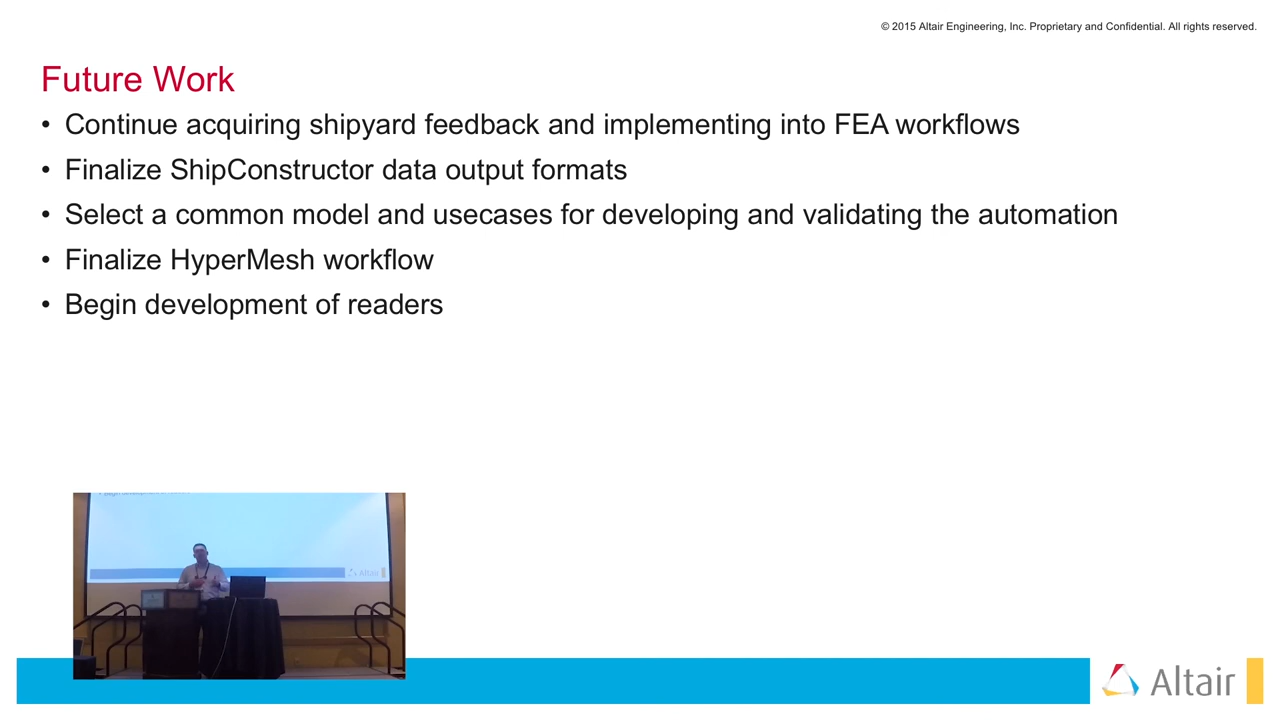 © 2015 Altair Engineering, Inc. Proprietary and Confidential. All rights reserved.
Future Work
• Continue acquiring shipyard feedback and implementing into FEA workflows
• Finalize ShipConstructor data output formats
• Select a common model and usecases for developing and validating the automation
• Finalize HyperMesh workflow
• Begin development of readers
Altair
Altair